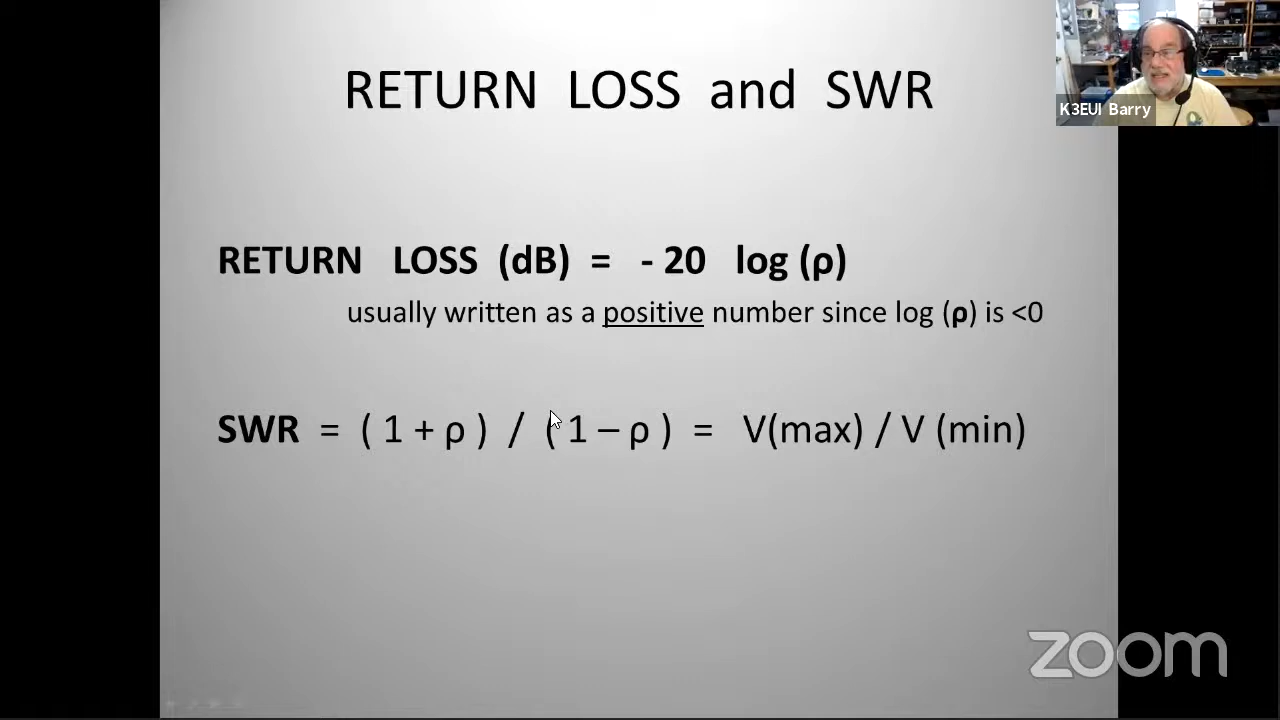 RETURN LOSS and SWR
K3EUI Barry
RETURN LOSS (dB) = - 20 log (ρ)
usually written as a positive number since log (ρ) is <0
SWR = ( 1 + ρ ) / ( 1 – ρ ) = V(max) / V (min)
zoom